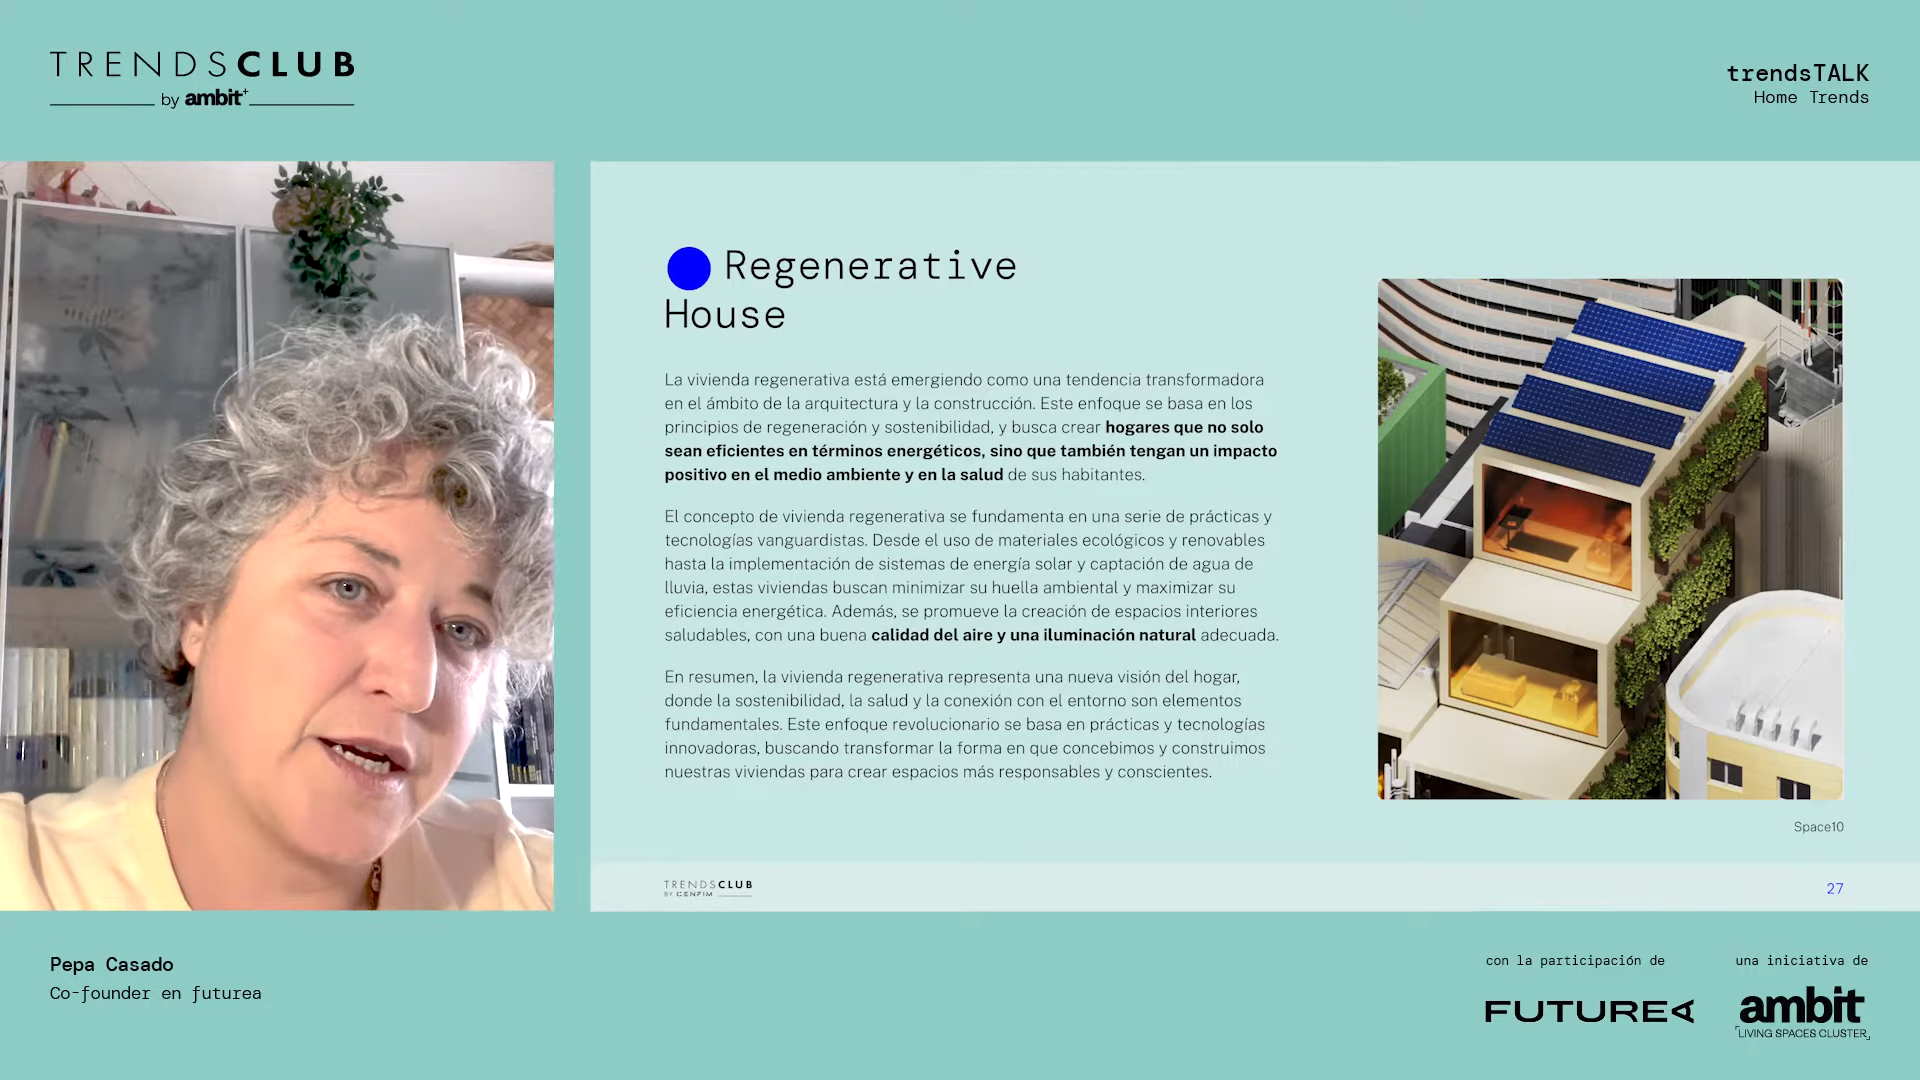 TRENDSCLUB
by ambit+
trendsTALK
Home Trends
Regenerative
House
La vivienda regenerativa está emergiendo como una tendencia transformadora
en el ámbito de la arquitectura y la construcción. Este enfoque se basa en los
principios de regeneración y sostenibilidad, y busca crear hogares que no solo
sean eficientes en términos energéticos, sino que también tengan un impacto
positivo en el medio ambiente y en la salud de sus habitantes.
El concepto de vivienda regenerativa se fundamenta en una serie de prácticas y
tecnologías vanguardistas. Desde el uso de materiales ecológicos y renovables
hasta la implementación de sistemas de energía solar y captación de agua de
lluvia, estas viviendas buscan minimizar su huella ambiental y maximizar su
eficiencia energética. Además, se promueve la creación de espacios interiores
saludables, con una buena calidad del aire y una iluminación natural adecuada.
En resumen, la vivienda regenerativa representa una nueva visión del hogar,
donde la sostenibilidad, la salud y la conexión con el entorno son elementos
fundamentales. Este enfoque revolucionario se basa en prácticas y tecnologías
innovadoras, buscando transformar la forma en que concebimos y construimos
nuestras viviendas para crear espacios más responsables y conscientes.
Space10
TRENDSCLUB
BY CENFIM
27
Pepa Casado
Co-founder en futurea
con la participación de
FUTUREA
una iniciativa de
ambit
LIVING SPACES CLUSTER